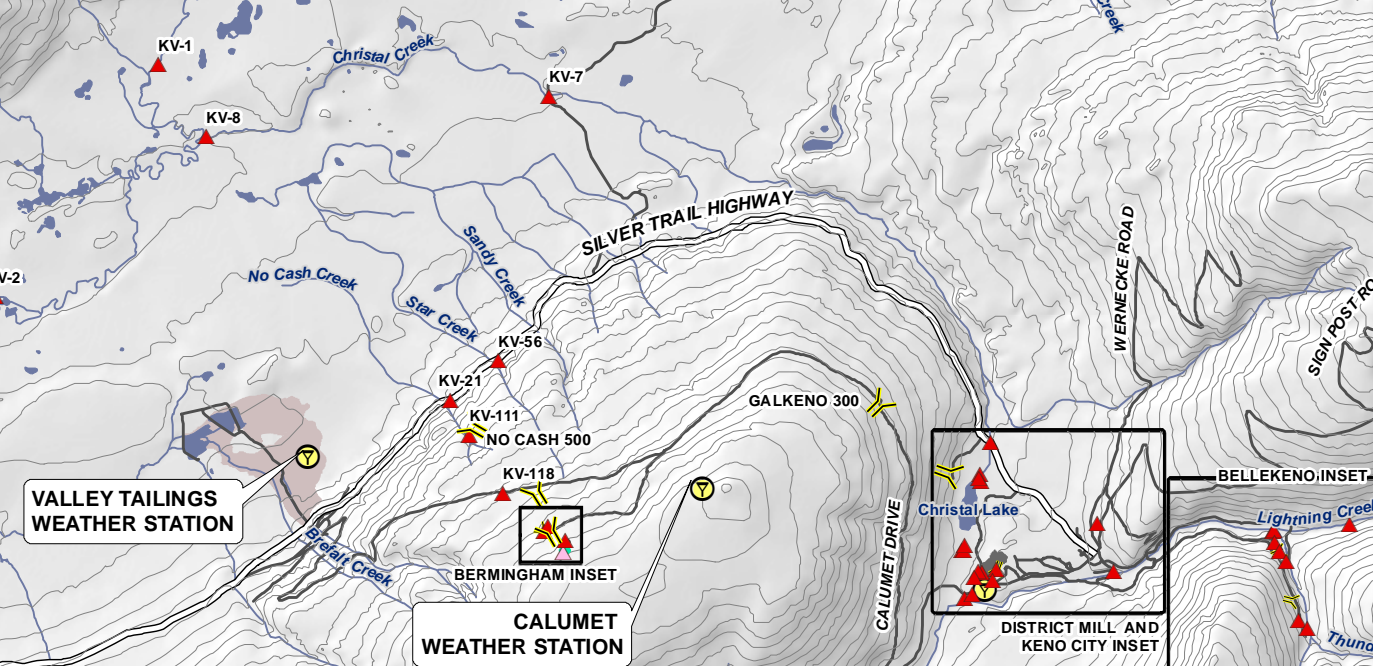 Creek
KV-1
Christal Creek
KV-7
KV-8
SILVER TRAIL HIGHWAY
WERNECKE ROAD
Sandy Creek
No Cash Creek
V-2
Star Creek
SIGN POST RO
KV-56
KV-21
GALKENO 300
KV-111
NO CASH 500
KV-118
BELLEKENO INSET
VALLEY TAILINGS
WEATHER STATION
Christal Lake
Lightning Creek
CALUMET DRIVE
Brefalt Creek
BERMINGHAM INSET
CALUMET
WEATHER STATION
DISTRICT MILL AND
KENO CITY INSET
Thund